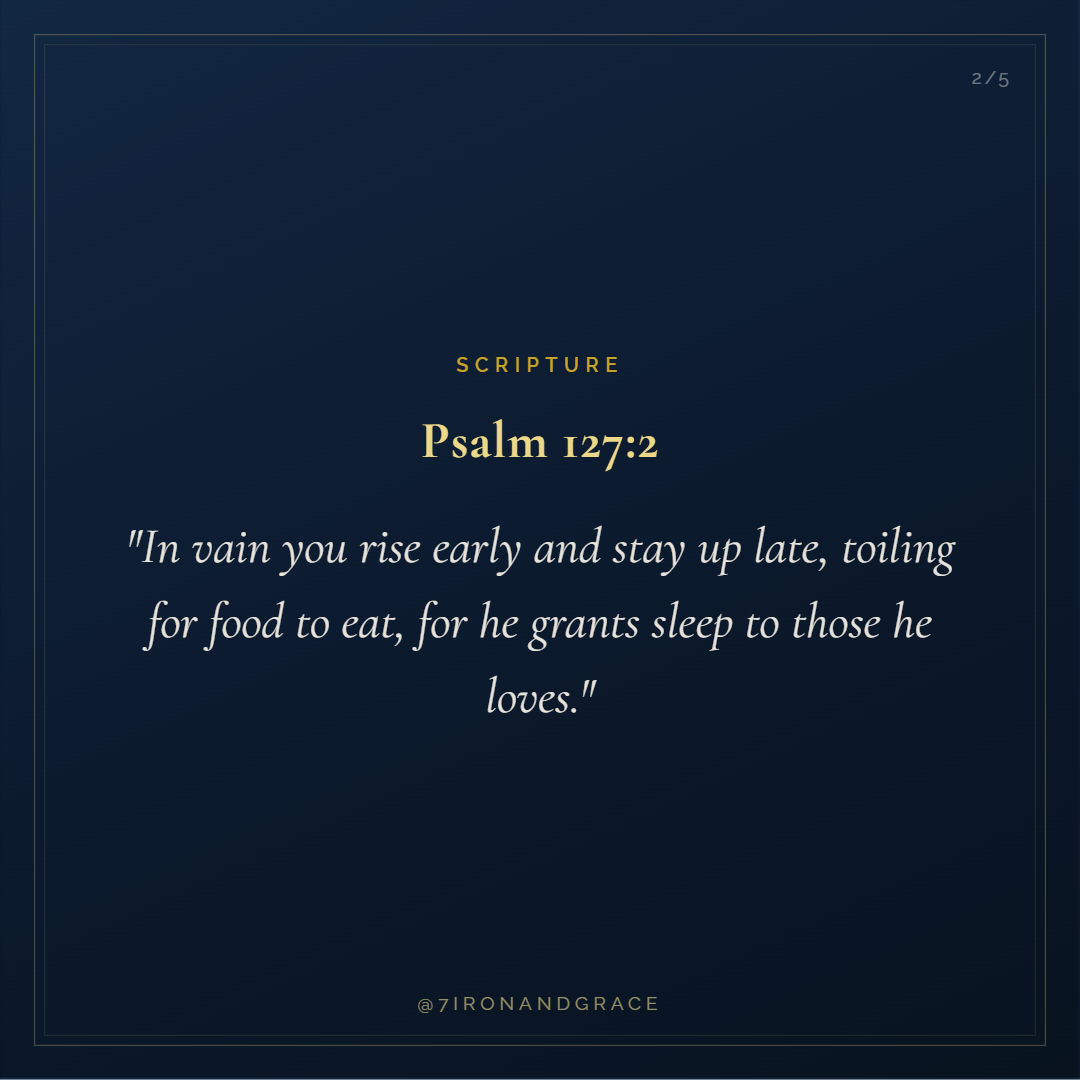 2/5
SCRIPTURE
Psalm 127:2
"In vain you rise early and stay up late, toiling
for food to eat, for he grants sleep to those he
loves."
@7IRONANDGRACE